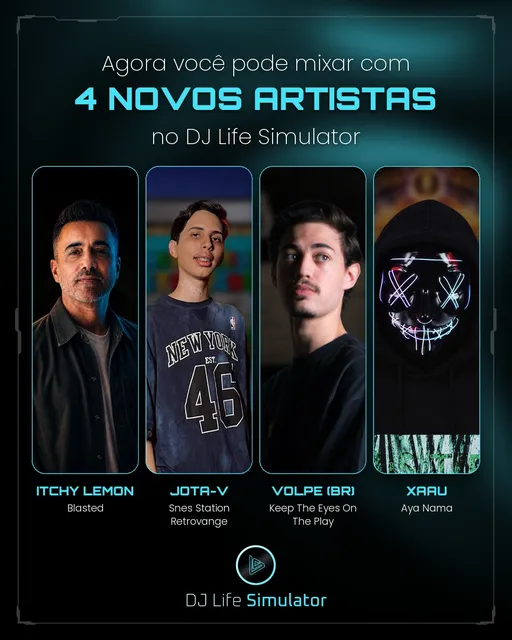 Agora você pode mixar com
4 NOVOS ARTISTAS
no DJ Life Simulator
NEW YORK
EST.
46
ITCHY LEMON
Blasted
JOTA-V
Snes Station
Retrovange
VOLPE (BR)
Keep The Eyes On
The Play
XAAU
Aya Nama
DJ Life Simulator